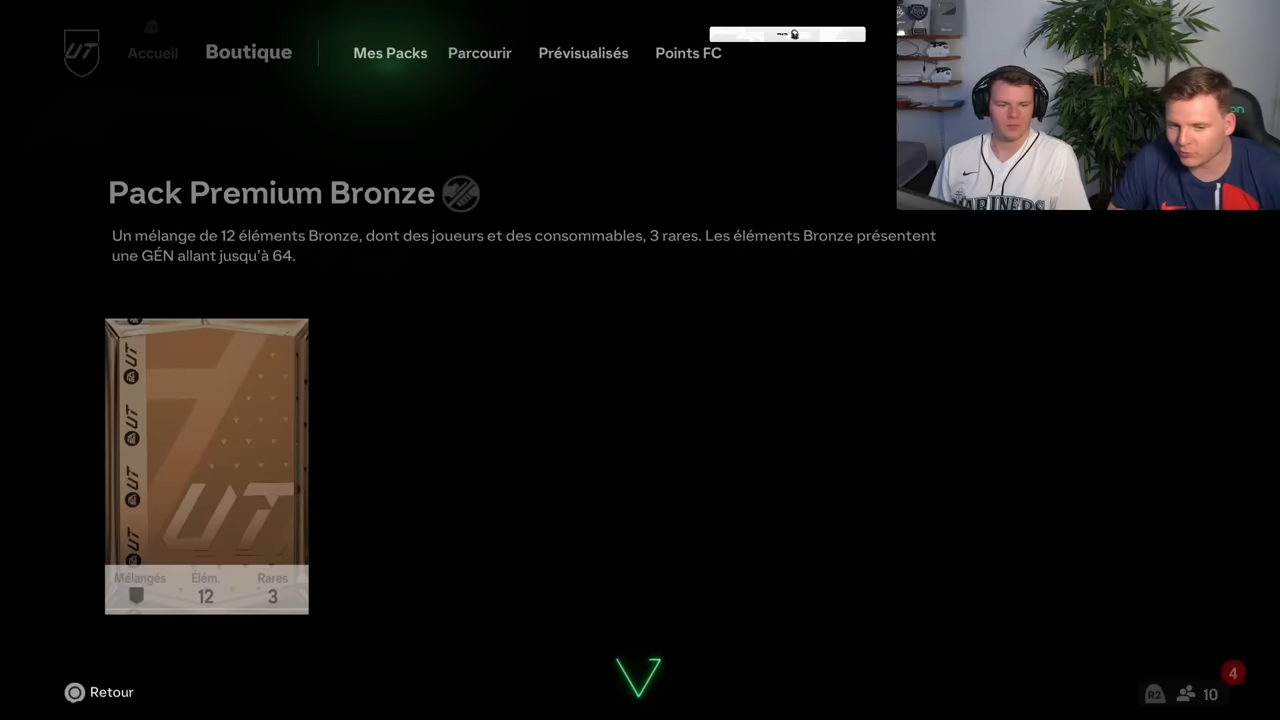 UT
Accueil
Boutique
Mes Packs
Parcourir
Prévisualisés
Points FC
Pack Premium Bronze
Un mélange de 12 éléments Bronze, dont des joueurs et des consommables, 3 rares. Les éléments Bronze présentent
une GÉN allant jusqu'à 64.
UT
UT
UT
UT
UT
Mélangés
Élém.
Rares
12
3
MARINERS
Retour
4
R2
10